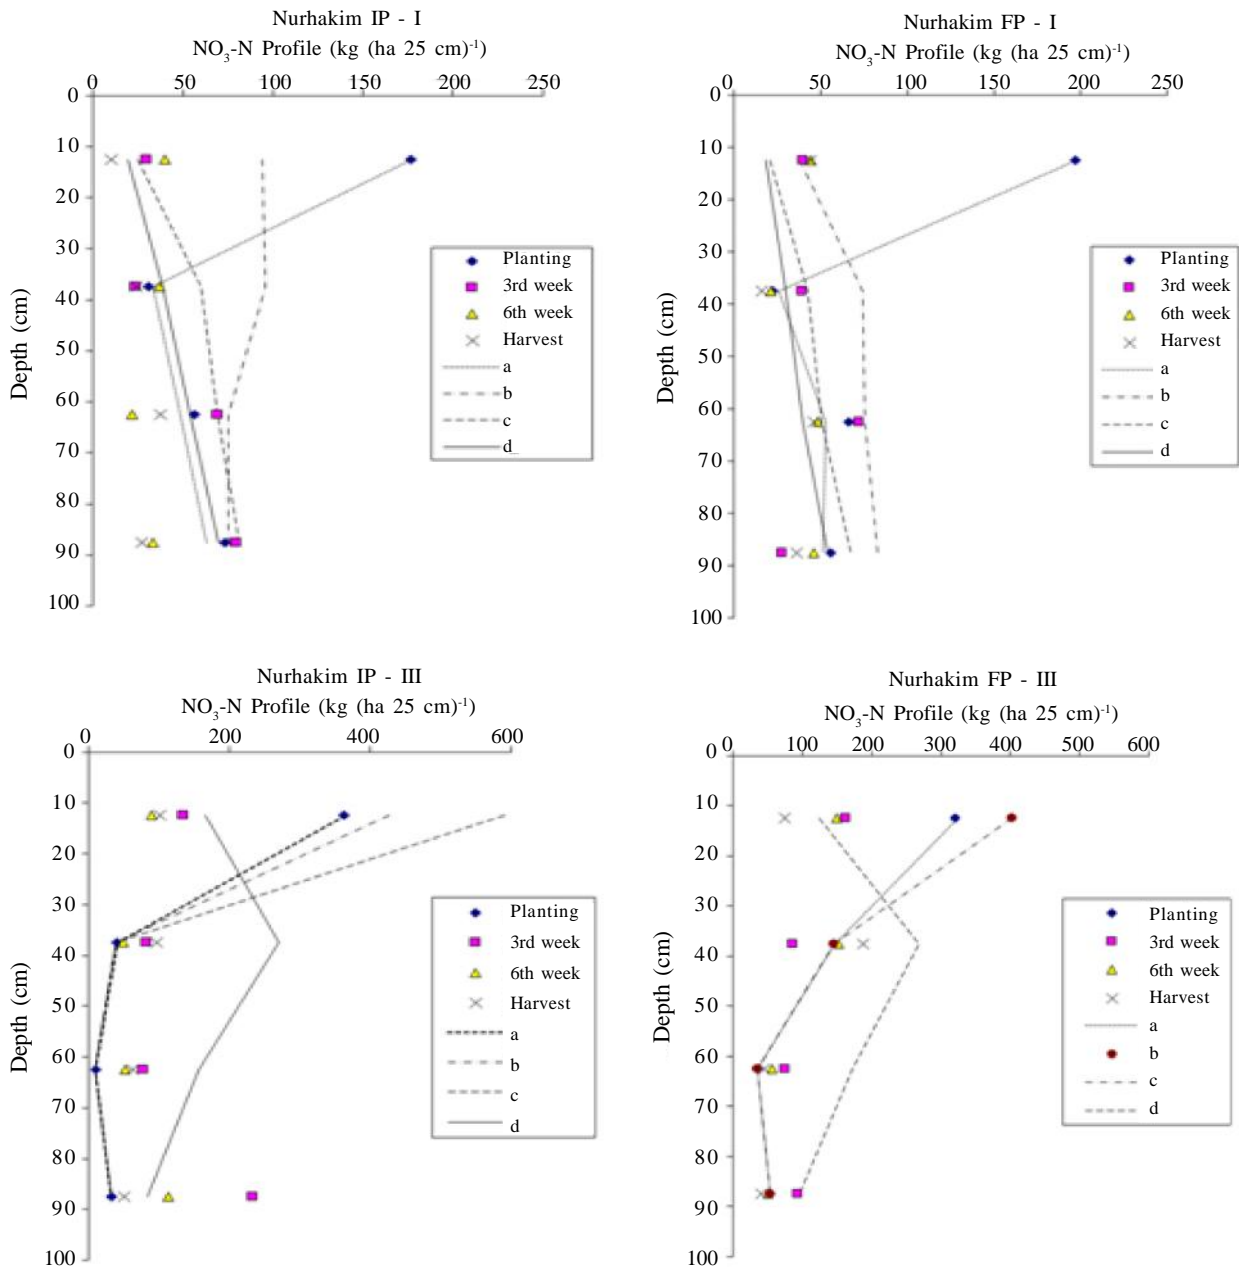 Nurhakim IP - I
NO3-N Profile (kg (ha 25 cm)-1)
0 50 100 150 200 250
0
10
20
30
40
50
60
70
80
90
100
Depth (cm)
Planting
3rd week
6th week
Harvest
a
b
c
d
Nurhakim FP - I
NO3-N Profile (kg (ha 25 cm)-1)
0 50 100 150 200 250
0
10
20
30
40
50
60
70
80
90
100
Depth (cm)
Planting
3rd week
6th week
Harvest
a
b
c
d
Nurhakim IP - III
NO3-N Profile (kg (ha 25 cm)-1)
0 200 400 600
0
10
20
30
40
50
60
70
80
90
100
Depth (cm)
Planting
3rd week
6th week
Harvest
a
b
c
d
Nurhakim FP - III
NO3-N Profile (kg (ha 25 cm)-1)
0 100 200 300 400 500 600
0
10
20
30
40
50
60
70
80
90
100
Depth (cm)
Planting
3rd week
6th week
Harvest
a
b
c
d